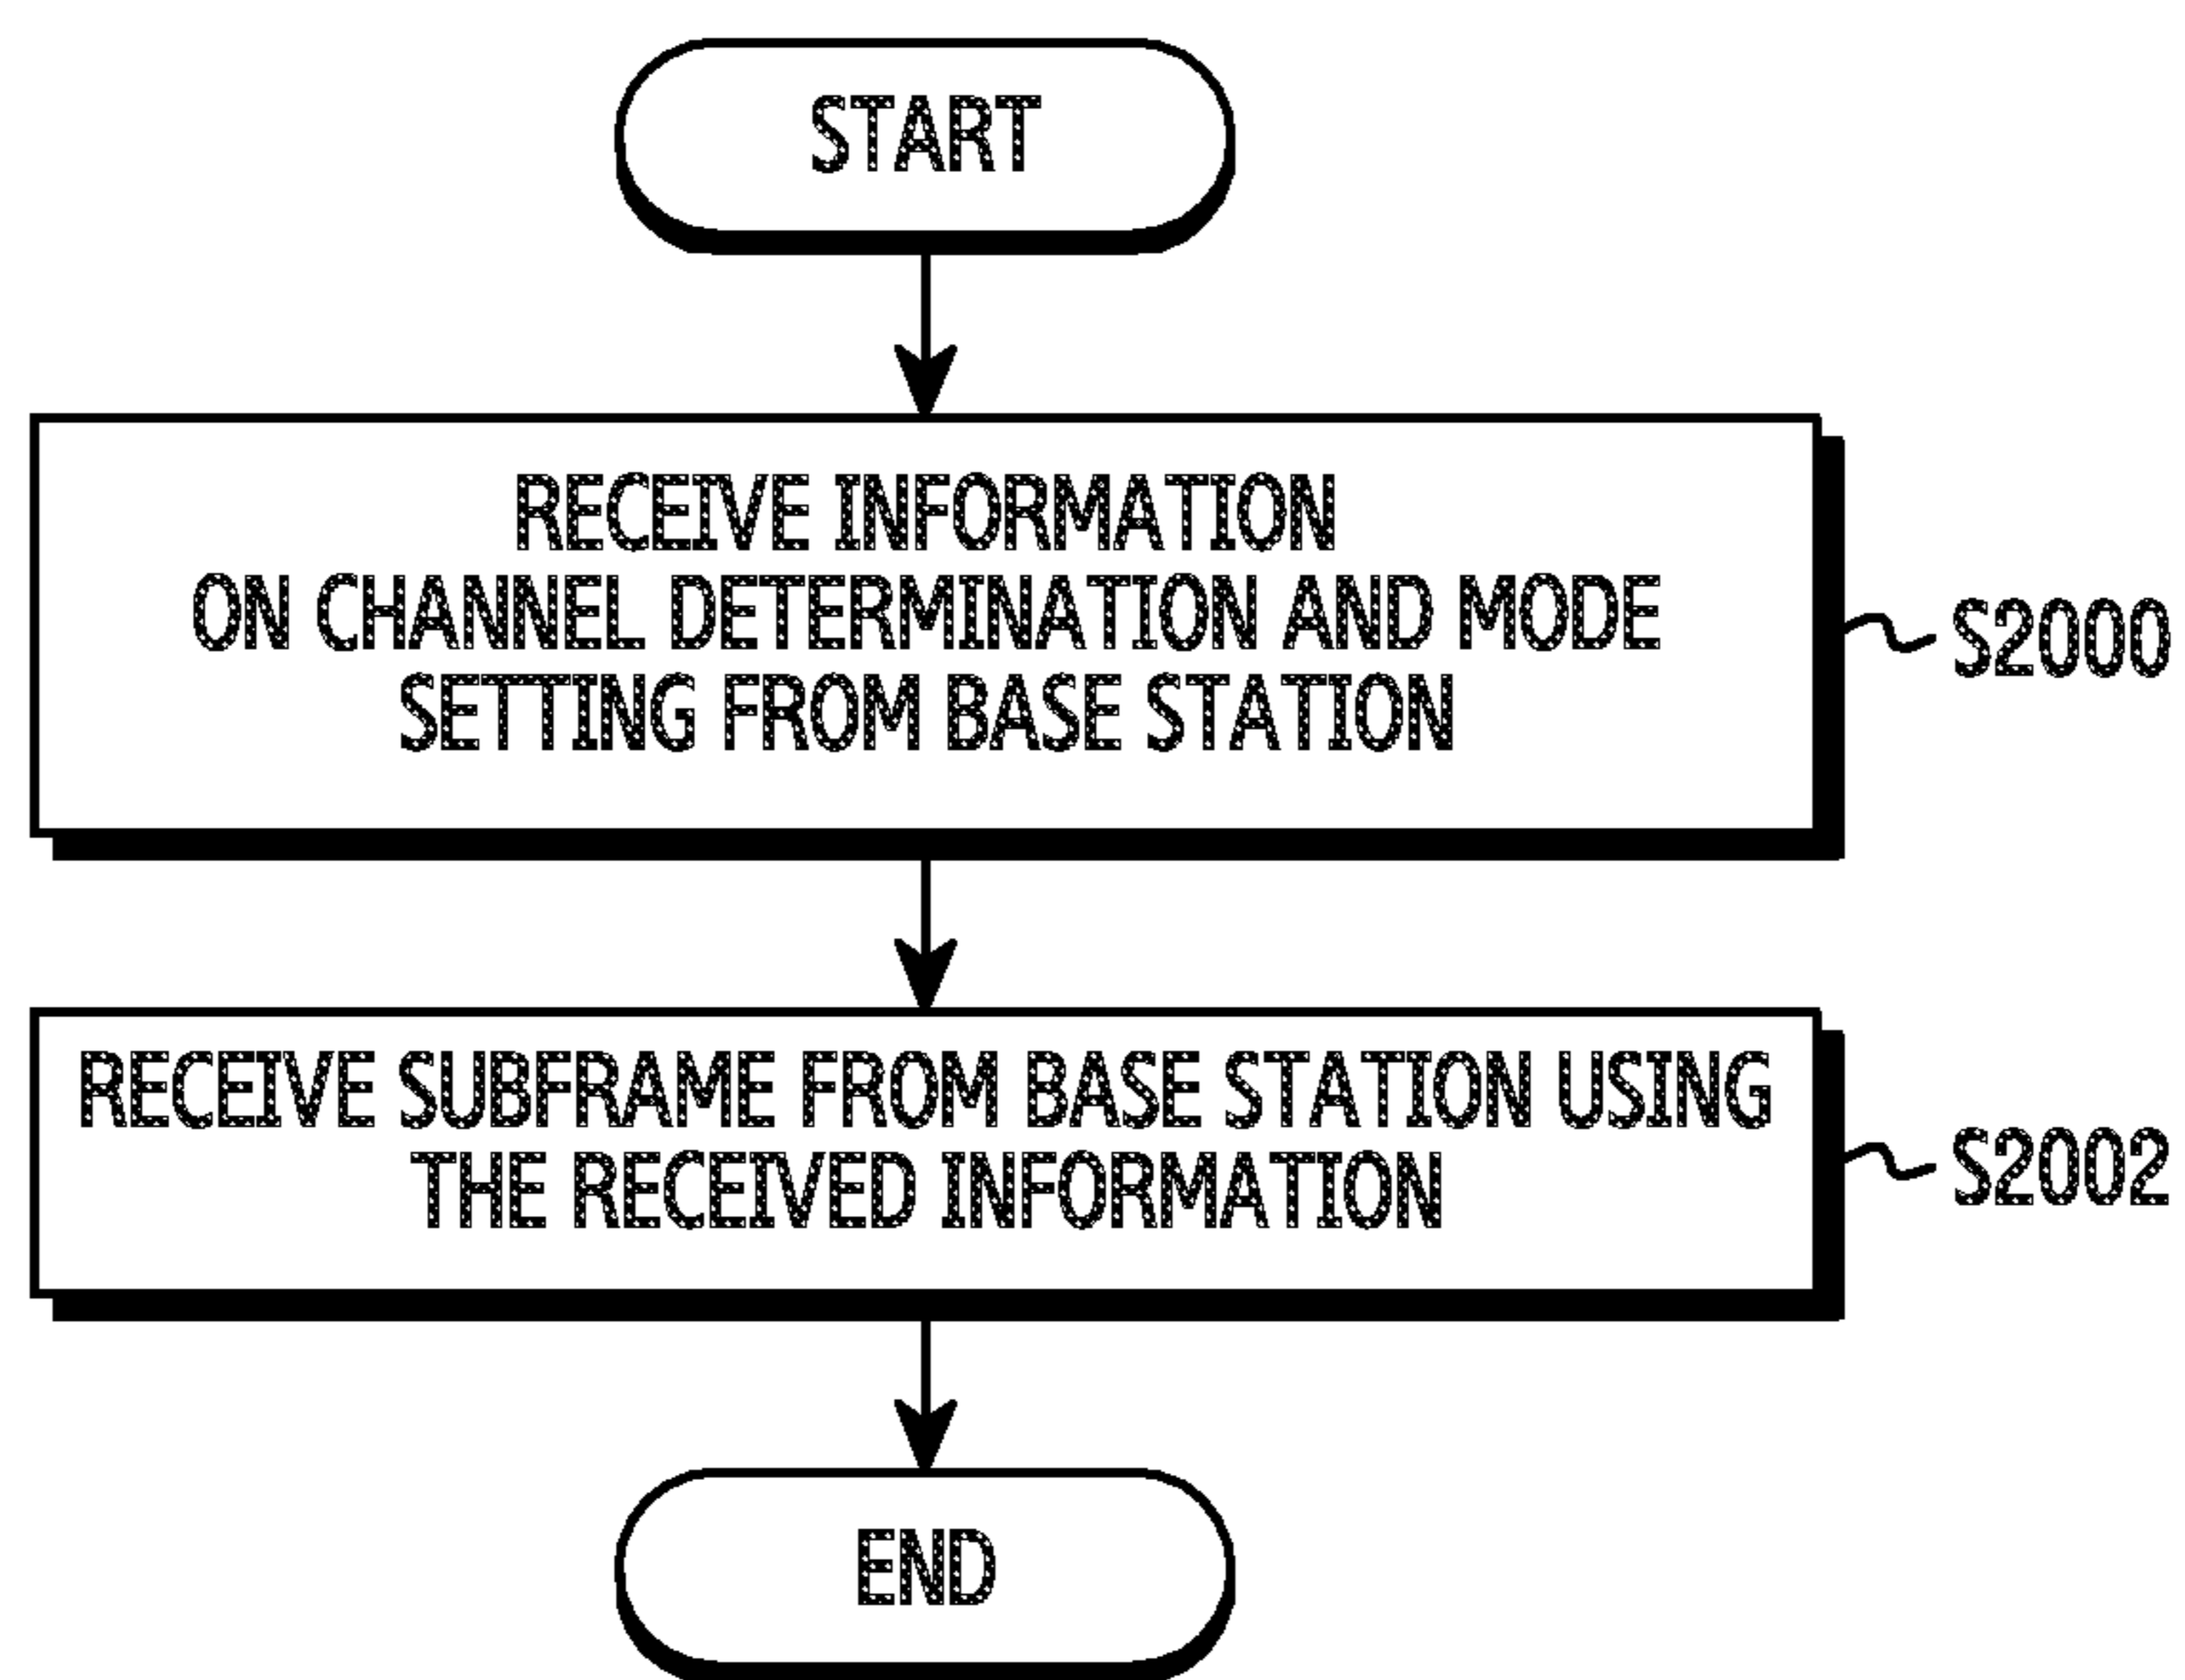 START
RECEIVE INFORMATION
ON CHANNEL DETERMINATION AND MODE
SETTING FROM BASE STATION
S2000
RECEIVE SUBFRAME FROM BASE STATION USING
THE RECEIVED INFORMATION
S2002
END